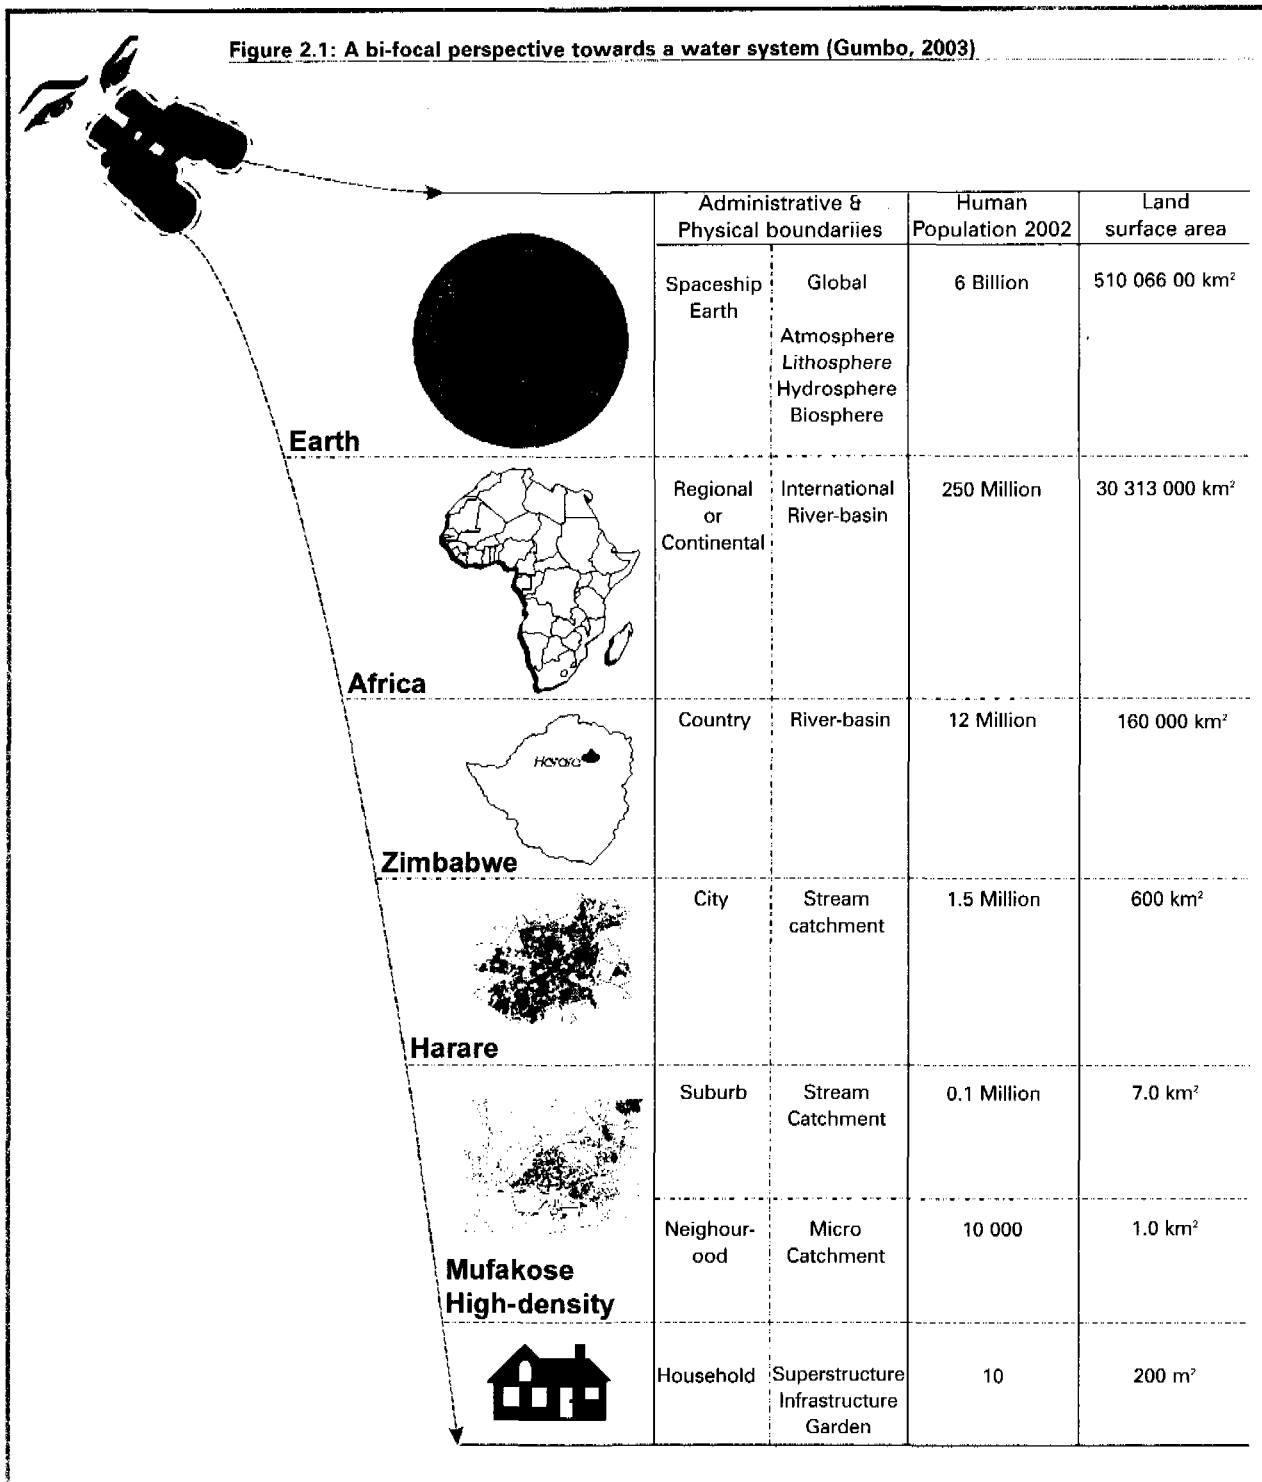 Figure 2.1: A bi-focal perspective towards a water system (Gumbo, 2003)
Administrative & Human Land
Physical boundariies Population 2002 surface area
Spaceship Global 6 Billion 510 066 00 km²
Earth
Atmosphere
Lithosphere
Hydrosphere
Biosphere
Earth
Regional International 250 Million 30 313 000 km²
or River-basin
Continental
Africa
Country River-basin 12 Million 160 000 km²
Harare
Zimbabwe
City Stream 1.5 Million 600 km²
catchment
Harare
Suburb Stream 0.1 Million 7.0 km²
Catchment
Neighour- Micro 10 000 1.0 km²
ood Catchment
Mufakose
High-density
Household Superstructure 10 200 m²
Infrastructure
Garden